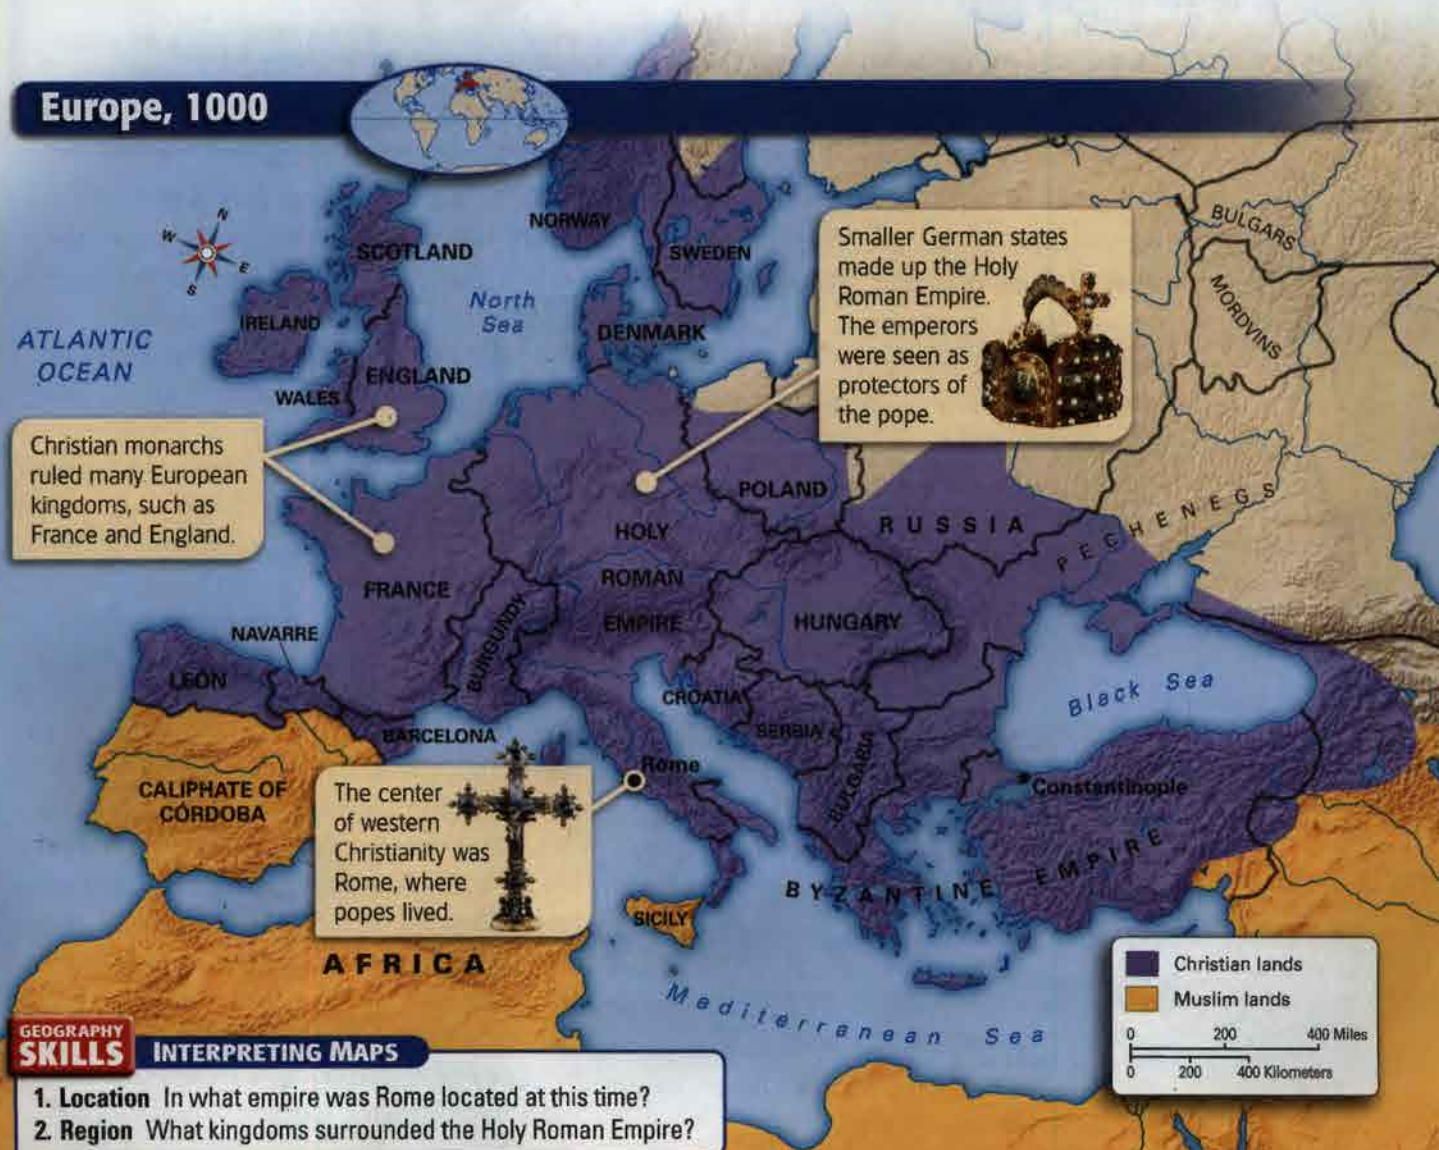 Europe, 1000
N
W
E
S
NORWAY
SWEDEN
SCOTLAND
North
Sea
IRELAND
DENMARK
ATLANTIC
OCEAN
ENGLAND
WALES
BULGARS
MORDVINS
Smaller German states
made up the Holy
Roman Empire.
The emperors
were seen as
protectors of
the pope.
Christian monarchs
ruled many European
kingdoms, such as
France and England.
POLAND
RUSSIA
PECHENEGS
HOLY
ROMAN
EMPIRE
FRANCE
BURGUNDY
HUNGARY
NAVARRE
LEÓN
CROATIA
SERBIA
BULGARIA
Black Sea
BARCELONA
Rome
Constantinople
CALIPHATE OF
CÓRDOBA
The center
of western
Christianity was
Rome, where
popes lived.
BYZANTINE EMPIRE
SICILY
AFRICA
Mediterranean Sea
Christian lands
Muslim lands
0 200 400 Miles
0 200 400 Kilometers
GEOGRAPHY
SKILLS INTERPRETING MAPS
1. Location In what empire was Rome located at this time?
2. Region What kingdoms surrounded the Holy Roman Empire?